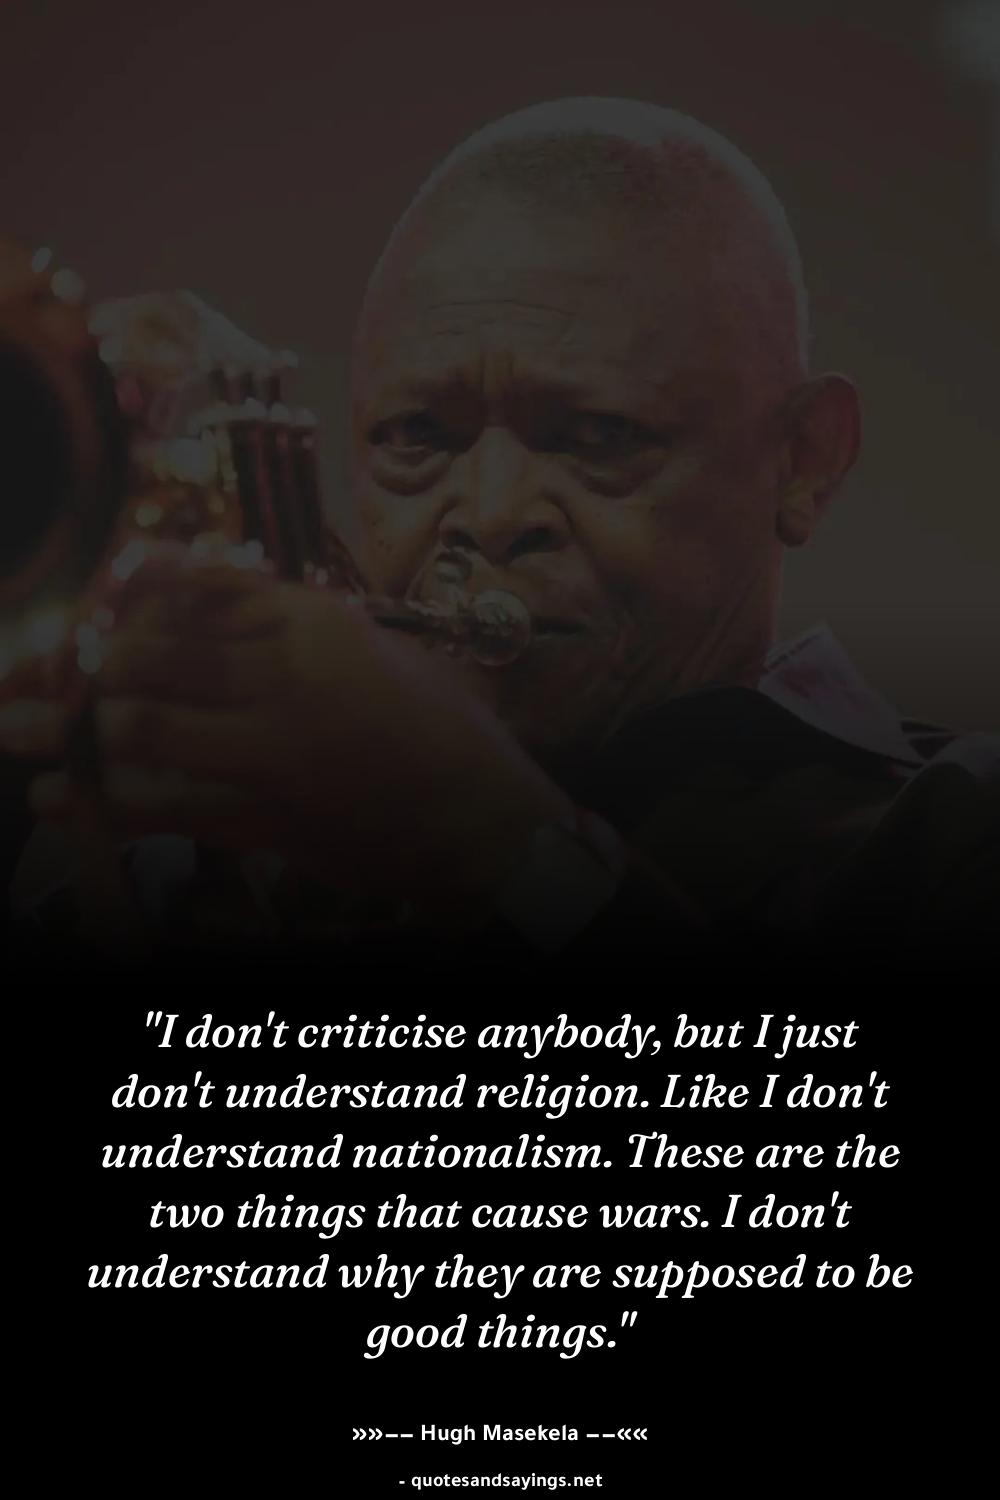 "I don't criticise anybody, but I just
don't understand religion. Like I don't
understand nationalism. These are the
two things that cause wars. I don't
understand why they are supposed to be
good things."
»»−− Hugh Masekela −−««
- quotesandsayings.net